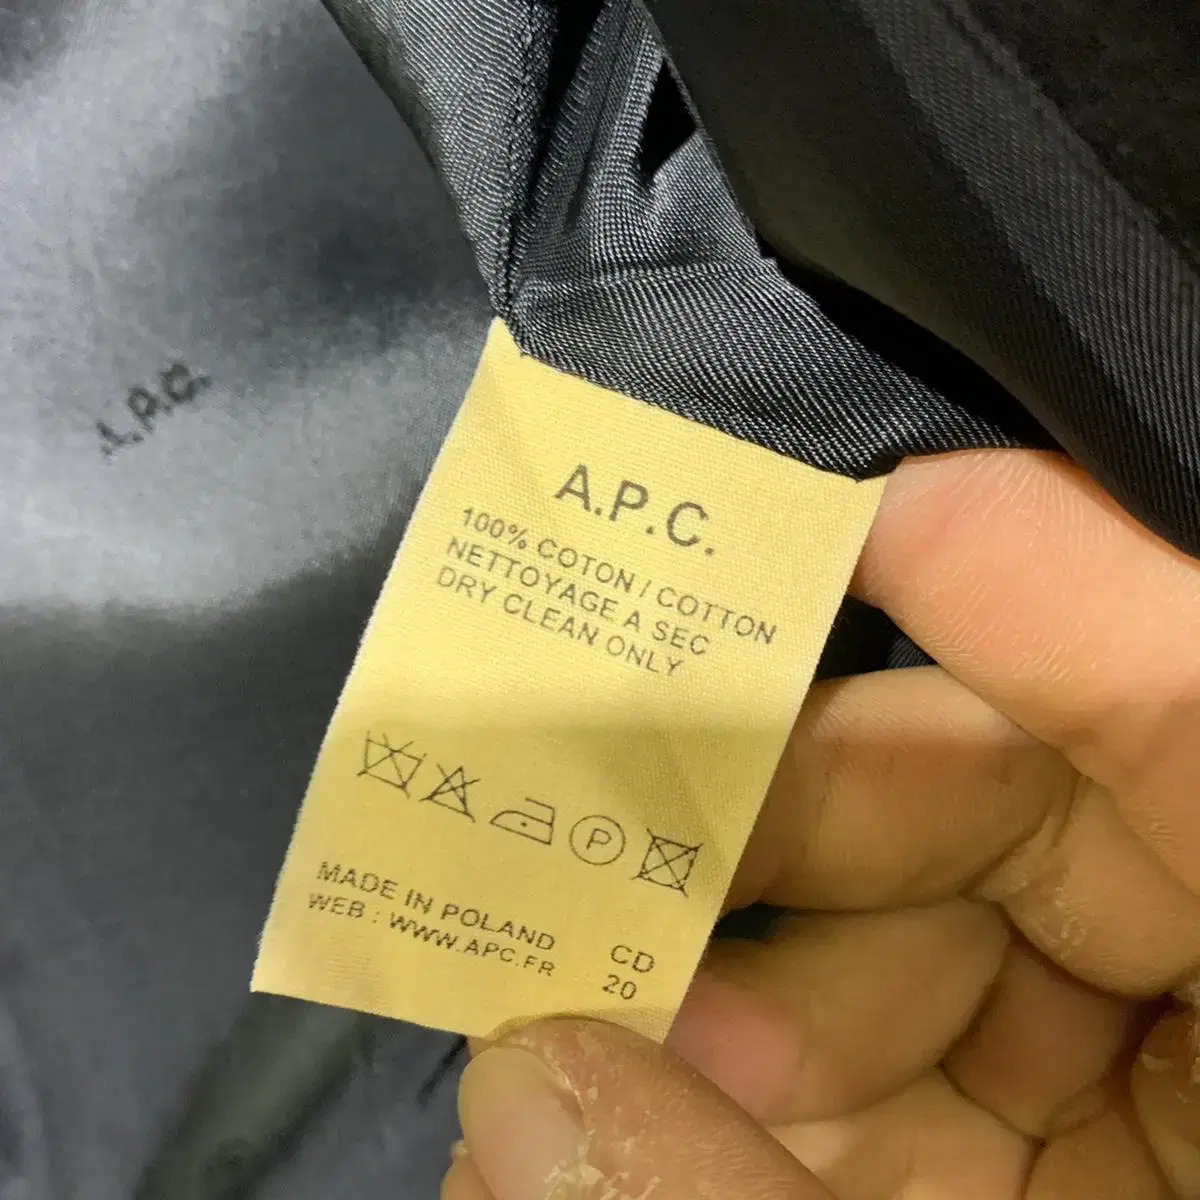 A.P.C.
A.P.C.
100% COTON / COTTON
NETTOYAGE A SEC
DRY CLEAN ONLY
P
MADE IN POLAND
WEB : WWW.APC.FR
CD
20